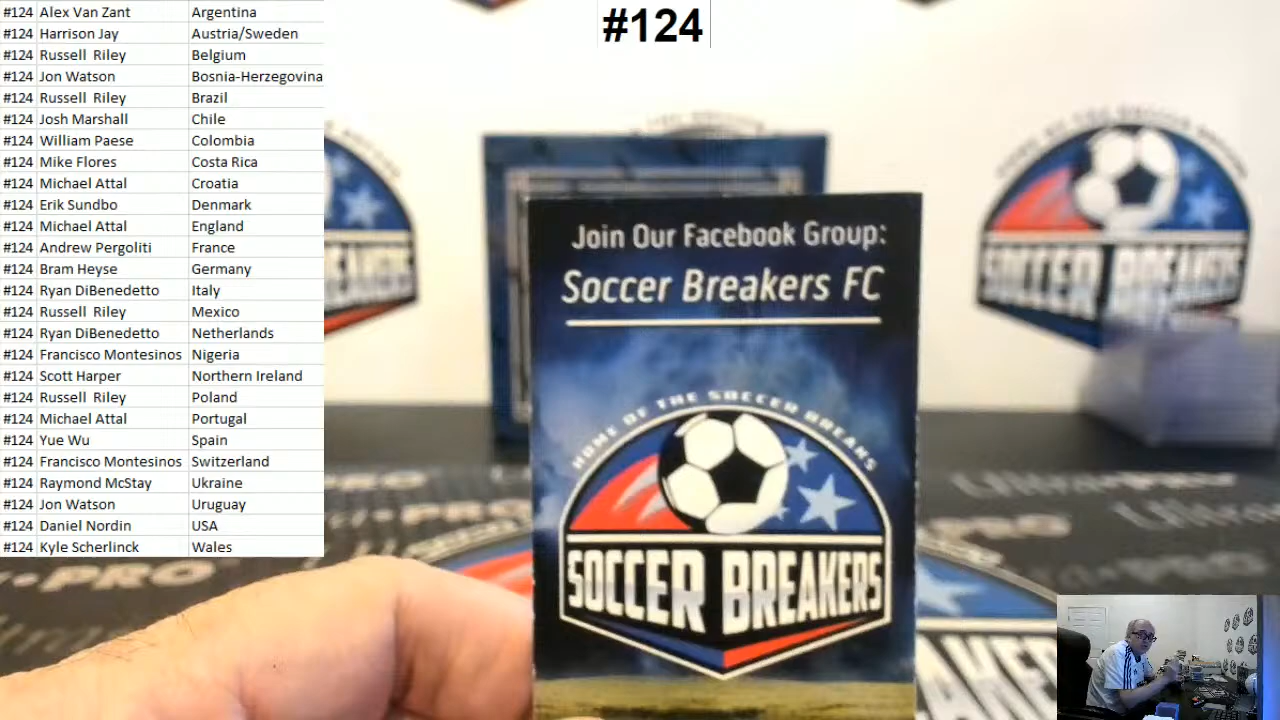 #124 Alex Van Zant Argentina
#124 Harrison Jay Austria/Sweden
#124 Russell Riley Belgium
#124 Jon Watson Bosnia-Herzegovina
#124 Russell Riley Brazil
#124 Josh Marshall Chile
#124 William Paese Colombia
#124 Mike Flores Costa Rica
#124 Michael Attal Croatia
#124 Erik Sundbo Denmark
#124 Michael Attal England
#124 Andrew Pergoliti France
#124 Bram Heyse Germany
#124 Ryan DiBenedetto Italy
#124 Russell Riley Mexico
#124 Ryan DiBenedetto Netherlands
#124 Francisco Montesinos Nigeria
#124 Scott Harper Northern Ireland
#124 Russell Riley Poland
#124 Michael Attal Portugal
#124 Yue Wu Spain
#124 Francisco Montesinos Switzerland
#124 Raymond McStay Ukraine
#124 Jon Watson Uruguay
#124 Daniel Nordin USA
#124 Kyle Scherlinck Wales
#124
Join Our Facebook Group:
Soccer Breakers FC
HOME OF THE SOCCER BREAKS
SOCCER BREAKERS
SOCCER BREAKERS
BREAKERS
PRO
Ultra PRO